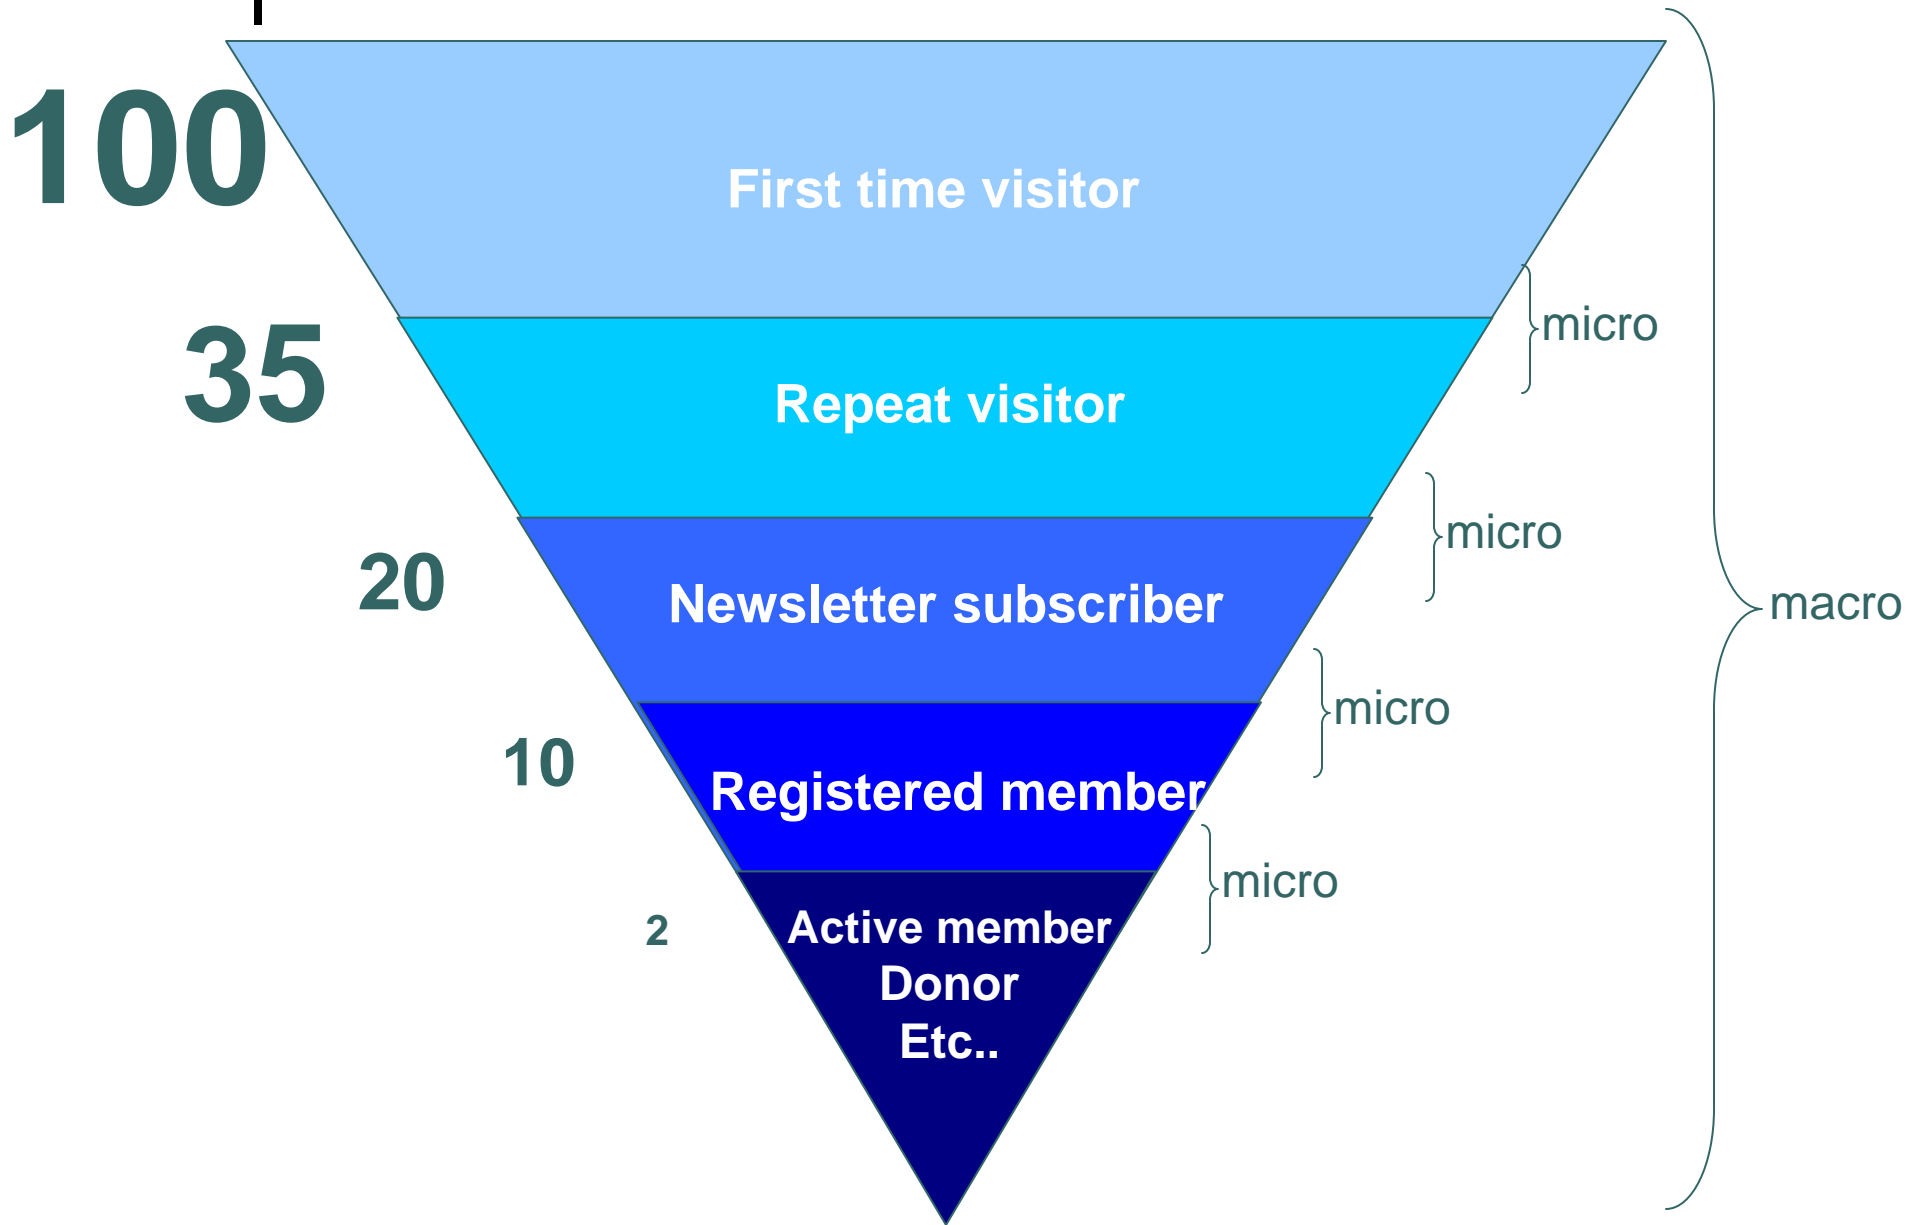 100
First time visitor
micro
35
Repeat visitor
micro
20
Newsletter subscriber
macro
micro
10
Registered member
micro
2
Active member
Donor
Etc..